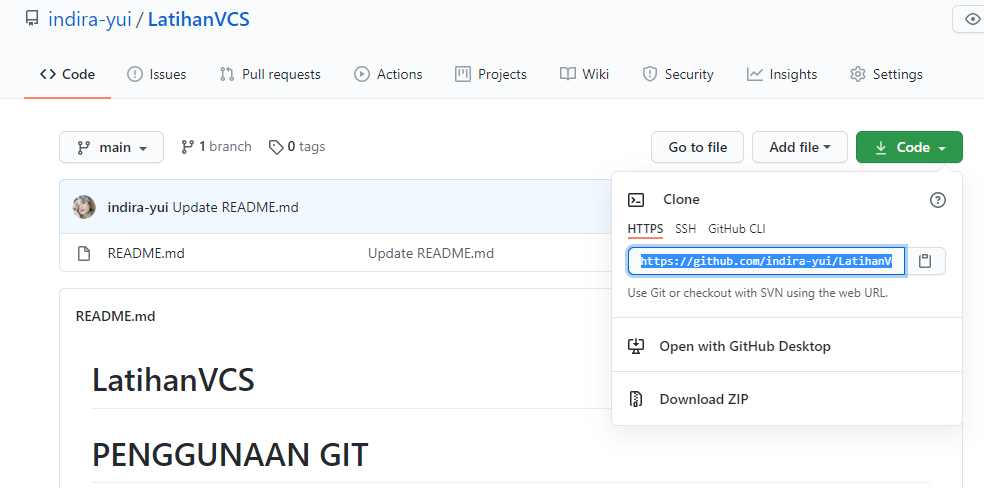 indira-yui / LatihanVCS
Code Issues Pull requests Actions Projects Wiki Security Insights Settings
main 1 branch 0 tags Go to file Add file Code
indira-yui Update README.md
README.md Update README.md
Clone
HTTPS SSH GitHub CLI
https://github.com/indira-yui/LatihanV
Use Git or checkout with SVN using the web URL.
Open with GitHub Desktop
Download ZIP
README.md
LatihanVCS
PENGGUNAAN GIT